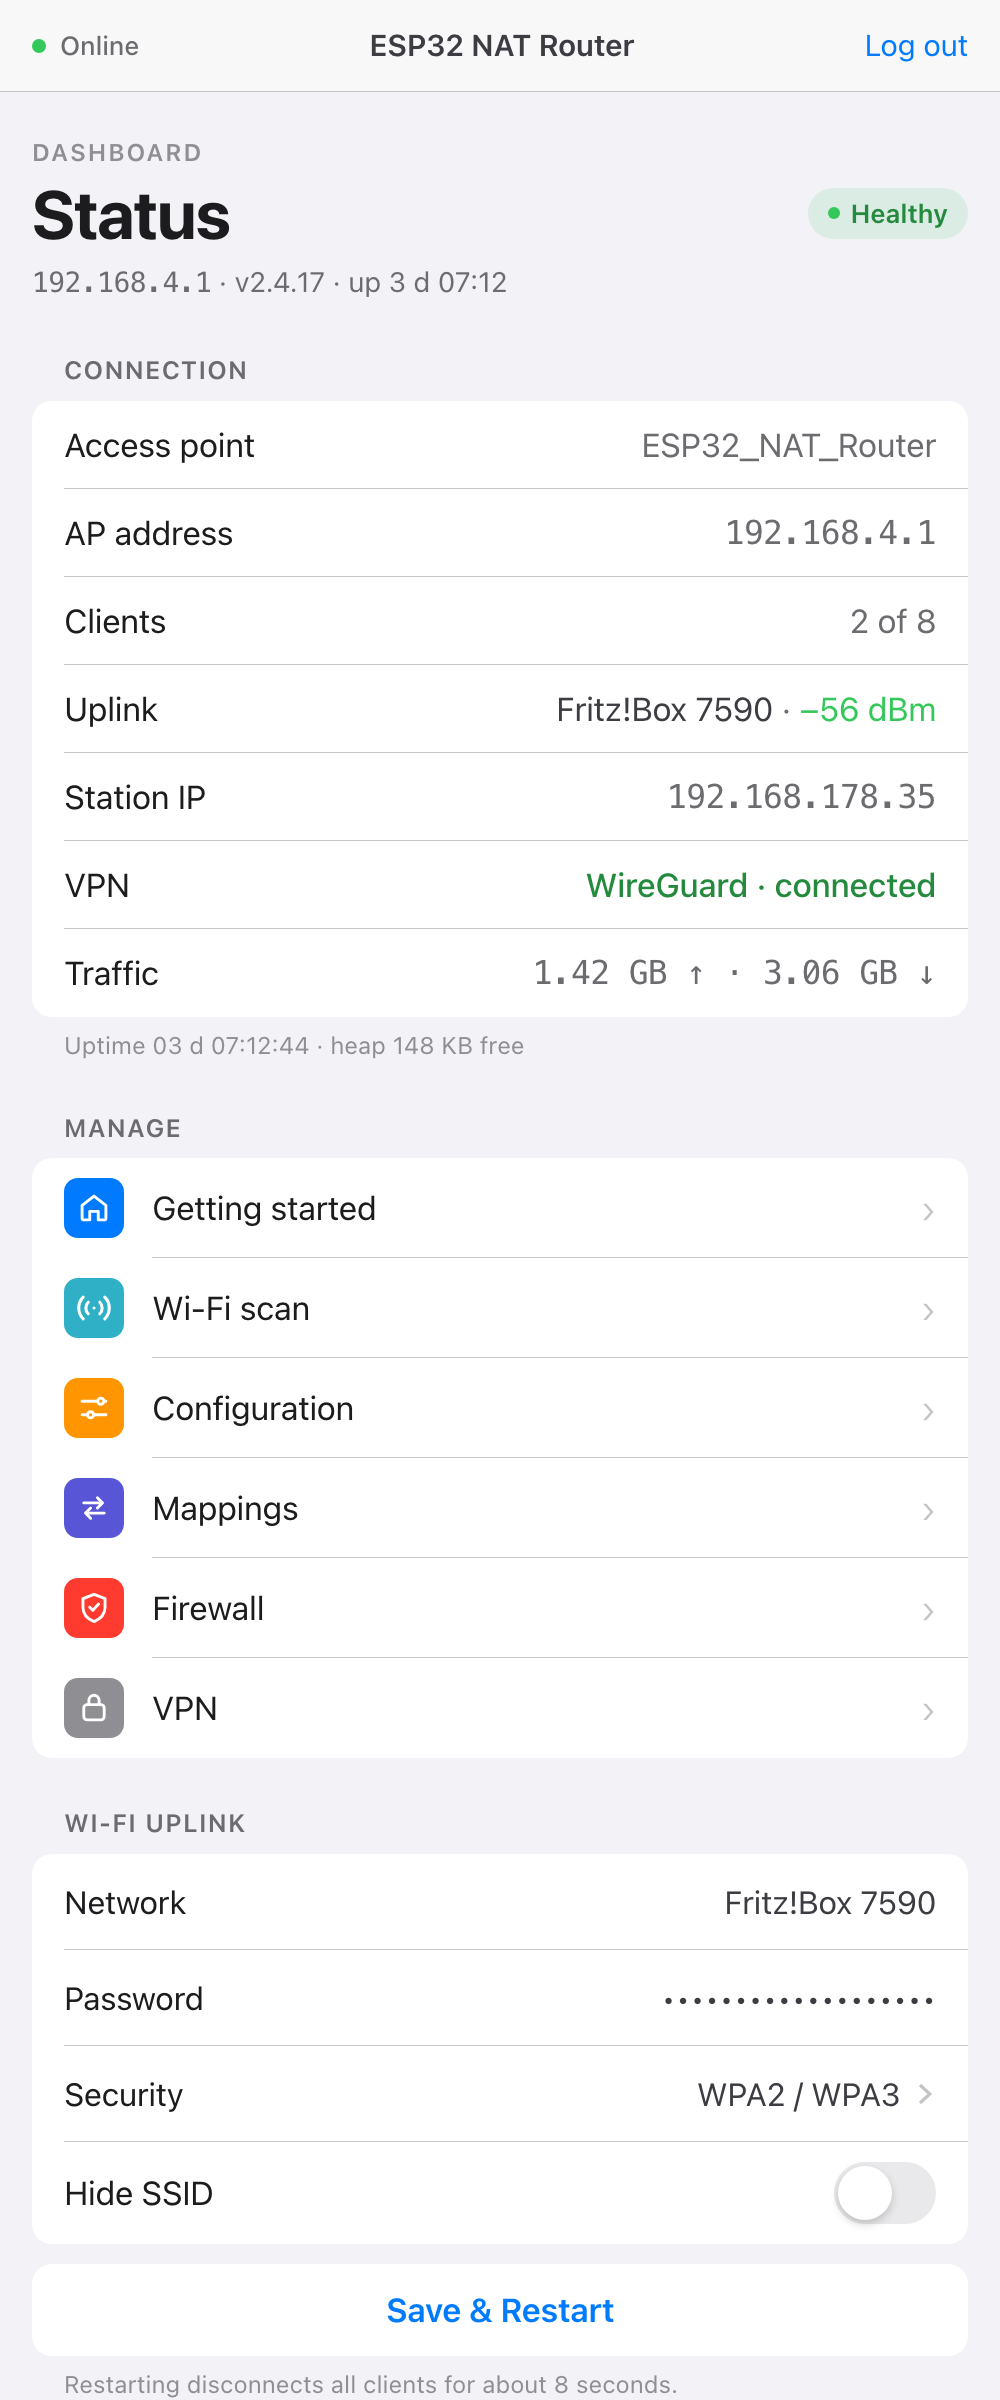 Online
ESP32 NAT Router
Log out
DASHBOARD
Status
Healthy
192.168.4.1 · v2.4.17 · up 3 d 07:12
CONNECTION
Access point ESP32_NAT_Router
AP address 192.168.4.1
Clients 2 of 8
Uplink Fritz!Box 7590 · −56 dBm
Station IP 192.168.178.35
VPN WireGuard · connected
Traffic 1.42 GB ↑ · 3.06 GB ↓
Uptime 03 d 07:12:44 · heap 148 KB free
MANAGE
Getting started
Wi-Fi scan
Configuration
Mappings
Firewall
VPN
WI-FI UPLINK
Network Fritz!Box 7590
Password •••••••••••••••••••
Security WPA2 / WPA3
Hide SSID
Save & Restart
Restarting disconnects all clients for about 8 seconds.